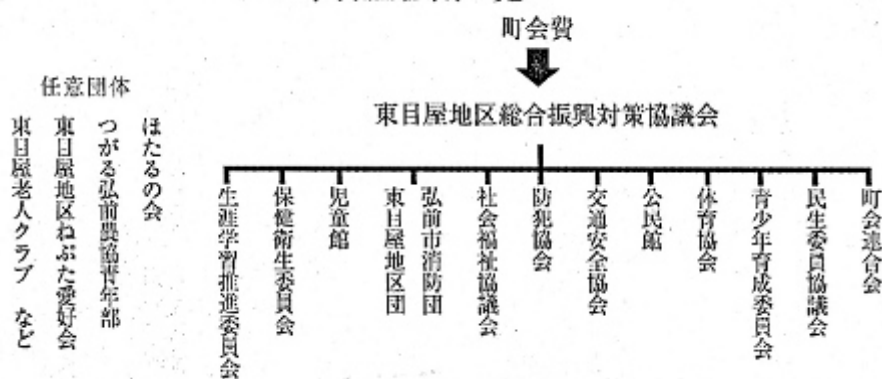 町会費
東目屋地区総合振興対策協議会
町会連合会
民生委員協議会
青少年育成委員会
体育協会
公民館
交通安全協会
防犯協会
社会福祉協議会
弘前市消防団
東目屋地区団
児童館
保健衛生委員会
生涯学習推進委員会
任意団体
ほたるの会
つがる弘前農協青年部
東目屋地区ねぷた愛好会
東目屋老人クラブ など